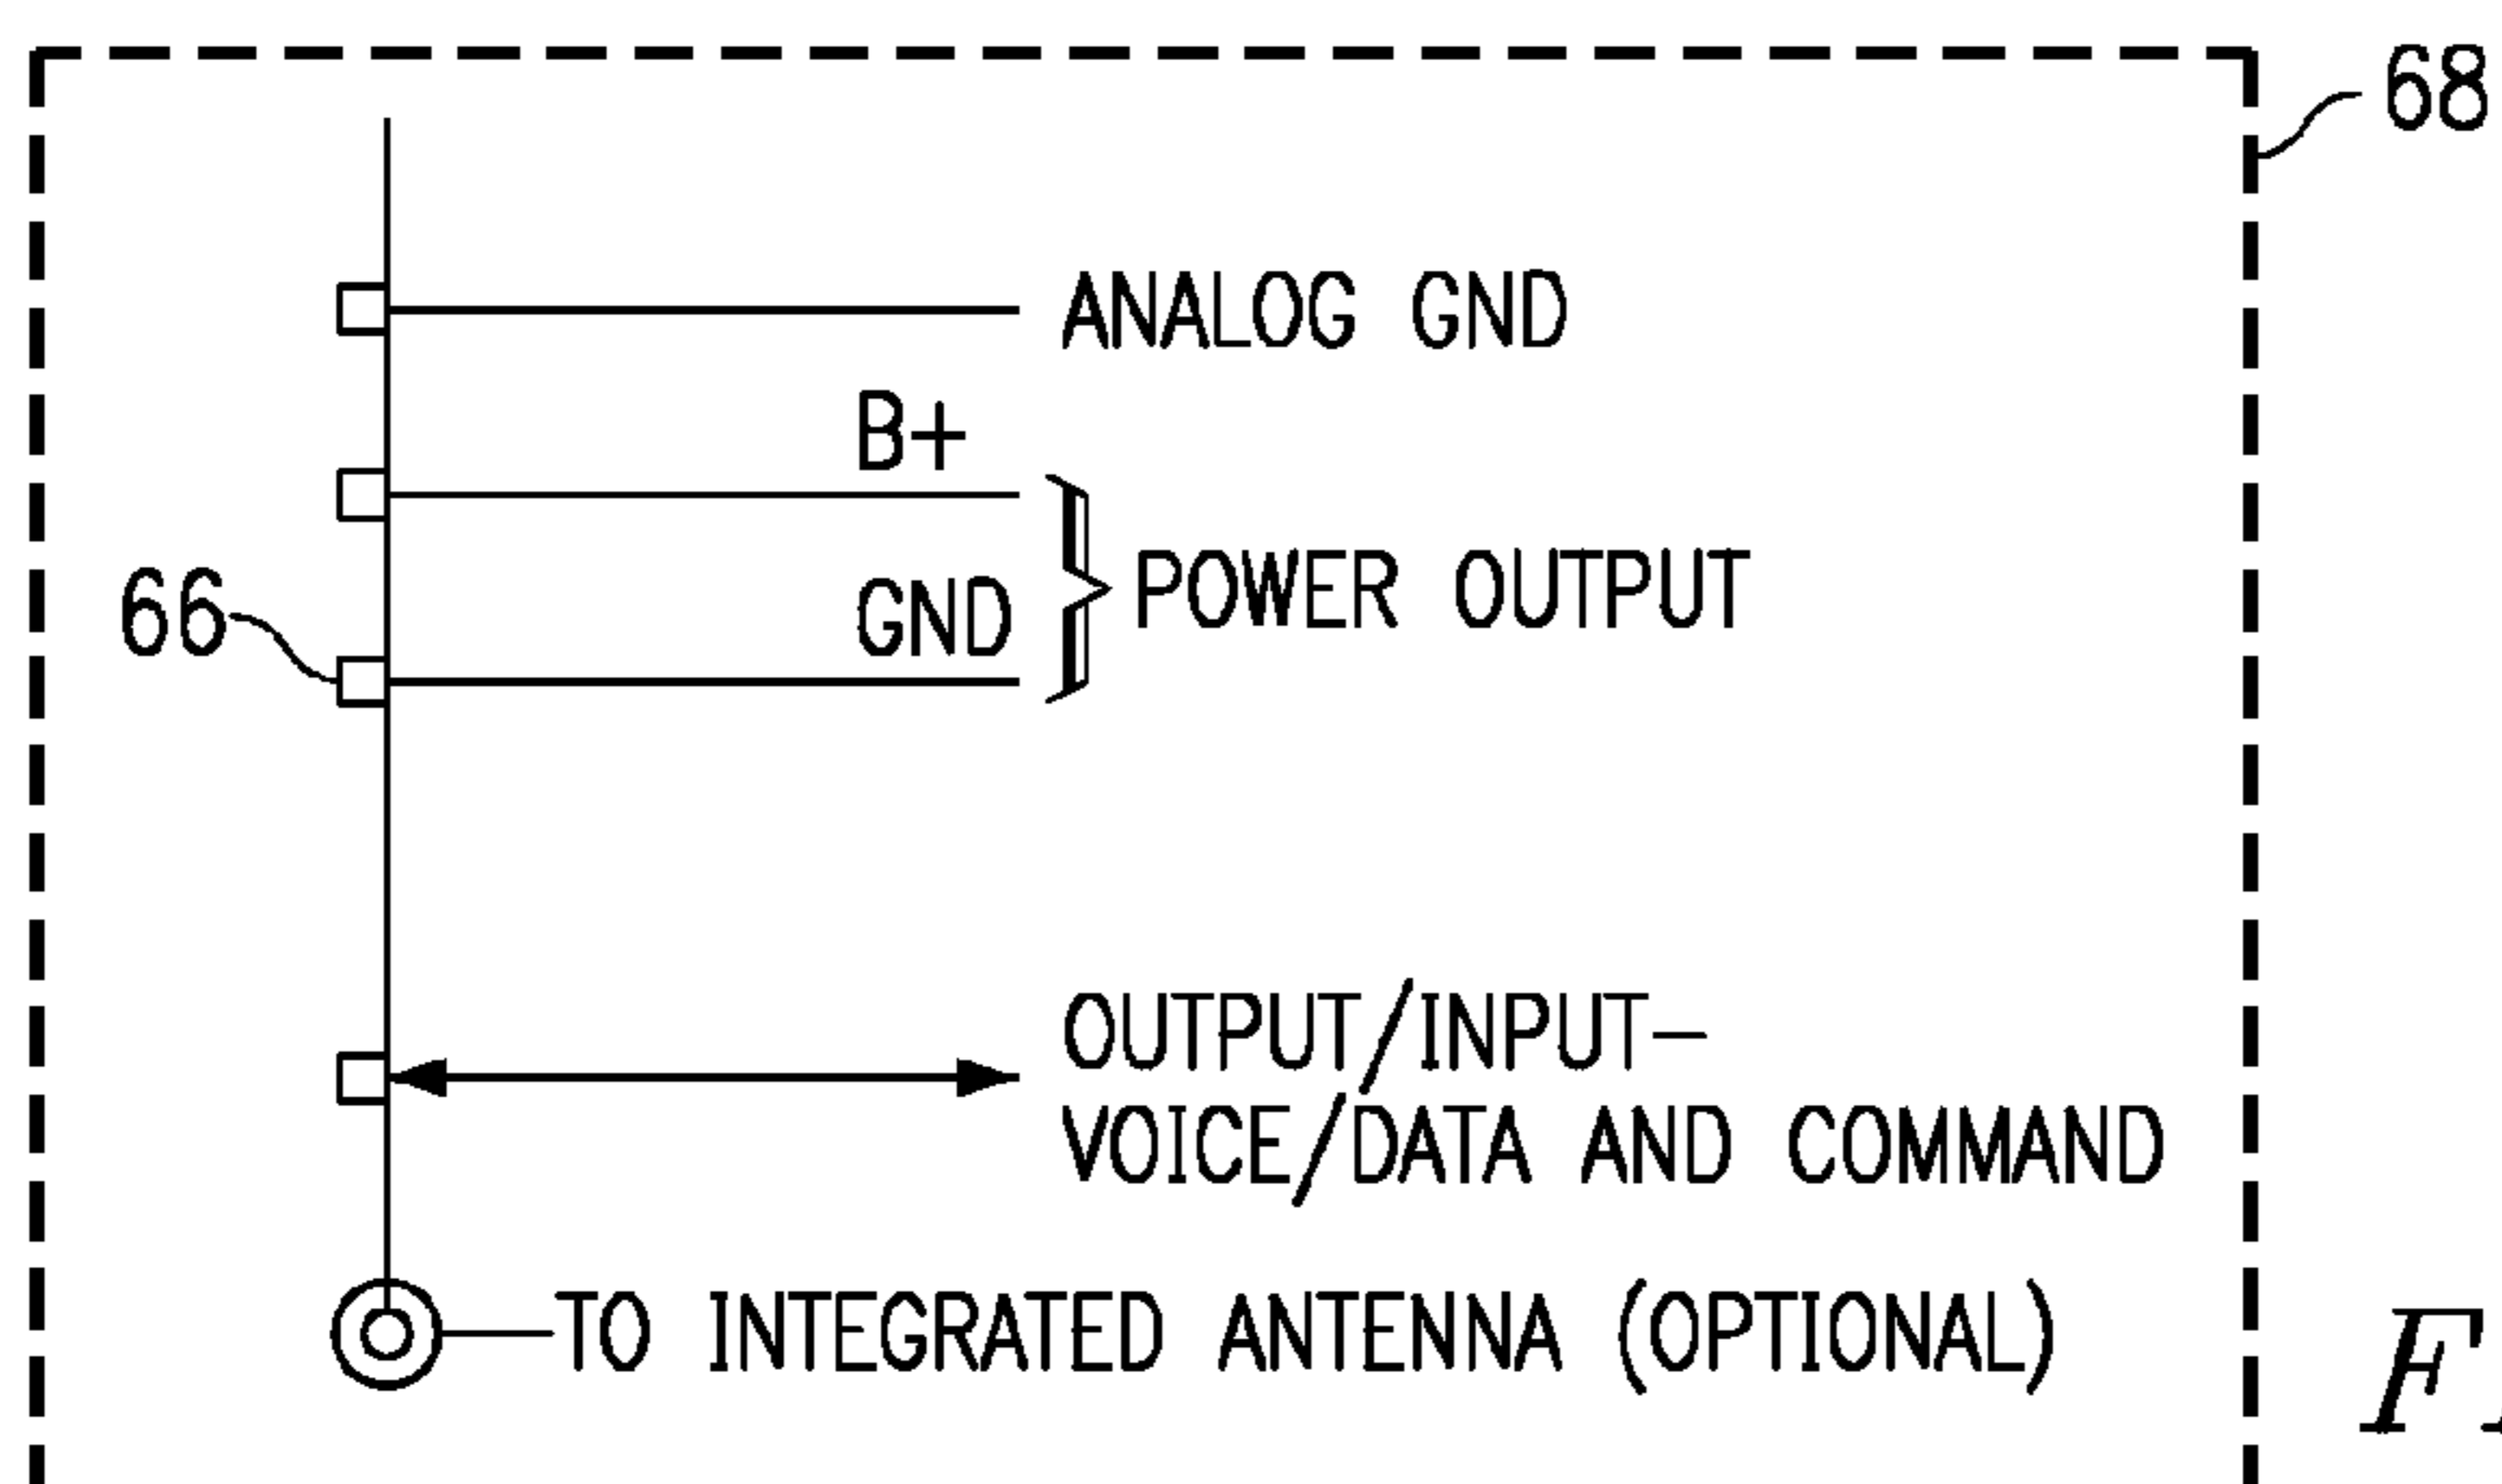 68
ANALOG GND
B+
66
GND
POWER OUTPUT
OUTPUT/INPUT-
VOICE/DATA AND COMMAND
TO INTEGRATED ANTENNA (OPTIONAL)